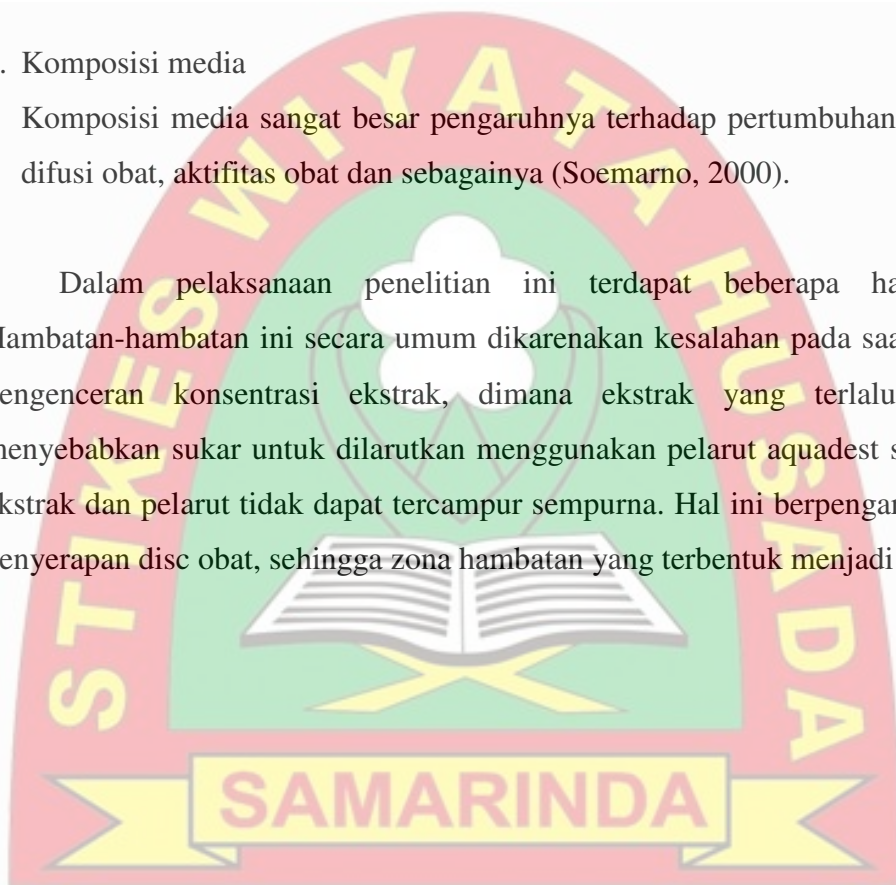 . Komposisi media
Komposisi media sangat besar pengaruhnya terhadap pertumbuhan
difusi obat, aktifitas obat dan sebagainya (Soemarno, 2000).
Dalam pelaksanaan penelitian ini terdapat beberapa ha
Hambatan-hambatan ini secara umum dikarenakan kesalahan pada saa
engenceran konsentrasi ekstrak, dimana ekstrak yang terlalu
menyebabkan sukar untuk dilarutkan menggunakan pelarut aquadest s
kstrak dan pelarut tidak dapat tercampur sempurna. Hal ini berpengar
enyerapan disc obat, sehingga zona hambatan yang terbentuk menjadi
STIKES WIYATA HUSADA
SAMARINDA